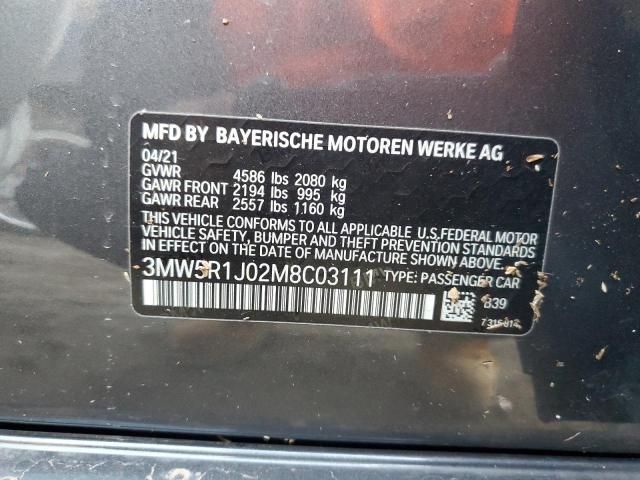 MFD BY BAYERISCHE MOTOREN WERKE AG
04/21
GVWR 4586 lbs 2080 kg
GAWR FRONT 2194 lbs 995 kg
GAWR REAR 2557 lbs 1160 kg
THIS VEHICLE CONFORMS TO ALL APPLICABLE U.S. FEDERAL MOTOR
VEHICLE SAFETY, BUMPER, AND THEFT PREVENTION STANDARDS
IN EFFECT ON THE DATE OF MANUFACTURE SHOWN ABOVE.
3MW5R1J02M8C03111 TYPE: PASSENGER CAR
B39